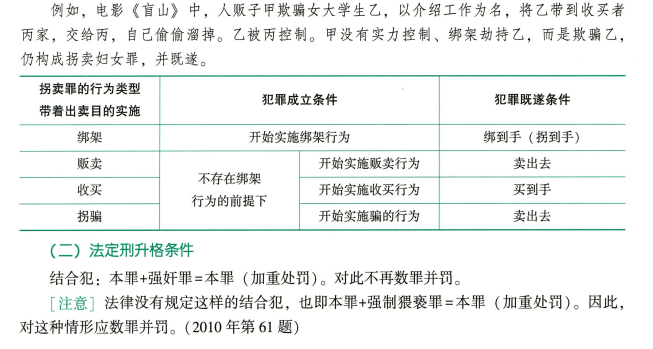 例如，电影《盲山》中，人贩子甲欺骗女大学生乙，以介绍工作为名，将乙带到收买者
丙家，交给丙，自己偷偷溜掉。乙被丙控制。甲没有实力控制、绑架劫持乙，而是欺骗乙，
仍构成拐卖妇女罪，并既遂。
拐卖罪的行为类型
带着出卖目的实施
犯罪成立条件
犯罪既遂条件
绑架
开始实施绑架行为
绑到手（拐到手）
贩卖
不存在绑架
行为的前提下
开始实施贩卖行为
卖出去
收买
开始实施收买行为
买到手
拐骗
开始实施骗的行为
卖出去
（二）法定刑升格条件
结合犯：本罪+强奸罪=本罪（加重处罚）。对此不再数罪并罚。
[注意] 法律没有规定这样的结合犯，也即本罪+强制猥亵罪=本罪（加重处罚）。因此，
对这种情形应数罪并罚。（2010 年第 61 题）